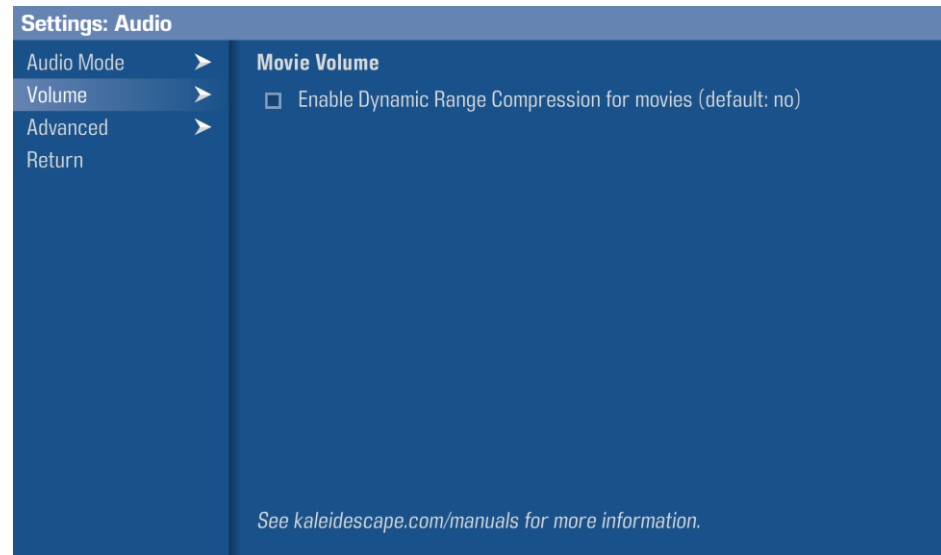 Settings: Audio
Audio Mode
Volume
Advanced
Return
Movie Volume
Enable Dynamic Range Compression for movies (default: no)
See kaleidescape.com/manuals for more information.